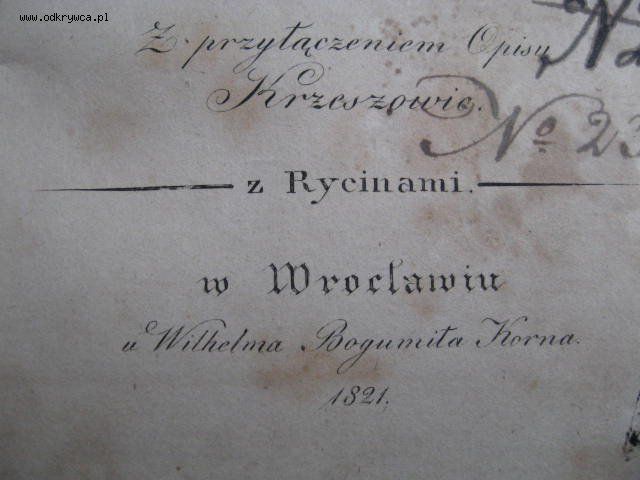 www.odkrywca.pl
Z przyłączeniem Opisu
Krzeszowic.
No 23
z Rycinami.
w Wrocławiu
u Wilhelma Bogumiła Korna.
1821.